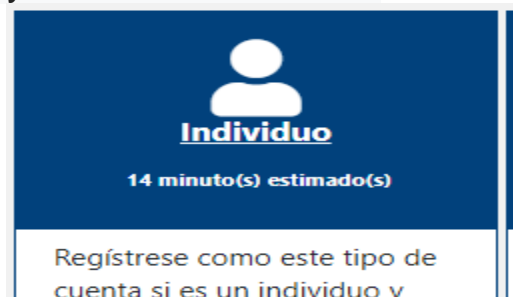 Individuo
14 minuto(s) estimado(s)
Regístrese como este tipo de
cuenta si es un individuo y